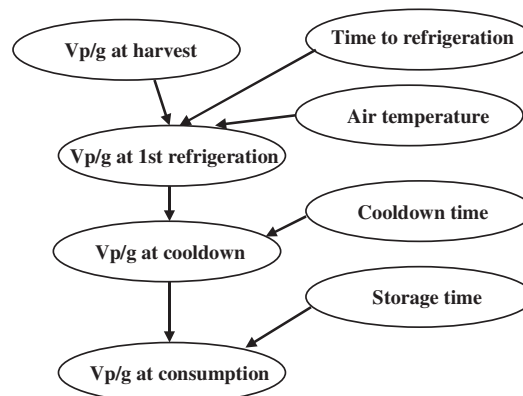 Vp/g at harvest
Time to refrigeration
Air temperature
Vp/g at 1st refrigeration
Cooldown time
Vp/g at cooldown
Storage time
Vp/g at consumption